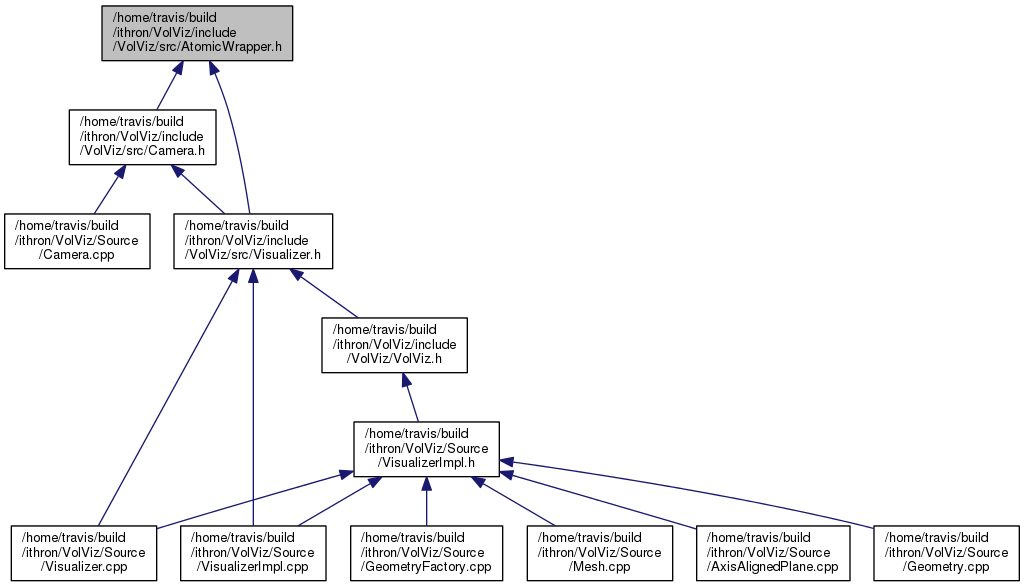 /home/travis/build
/ithron/VolViz/include
/VolViz/src/AtomicWrapper.h
/home/travis/build
/ithron/VolViz/include
/VolViz/src/Camera.h
/home/travis/build
/ithron/VolViz/Source
/Camera.cpp
/home/travis/build
/ithron/VolViz/include
/VolViz/src/Visualizer.h
/home/travis/build
/ithron/VolViz/include
/VolViz/VolViz.h
/home/travis/build
/ithron/VolViz/Source
/VisualizerImpl.h
/home/travis/build
/ithron/VolViz/Source
/Visualizer.cpp
/home/travis/build
/ithron/VolViz/Source
/VisualizerImpl.cpp
/home/travis/build
/ithron/VolViz/Source
/GeometryFactory.cpp
/home/travis/build
/ithron/VolViz/Source
/Mesh.cpp
/home/travis/build
/ithron/VolViz/Source
/AxisAlignedPlane.cpp
/home/travis/build
/ithron/VolViz/Source
/Geometry.cpp